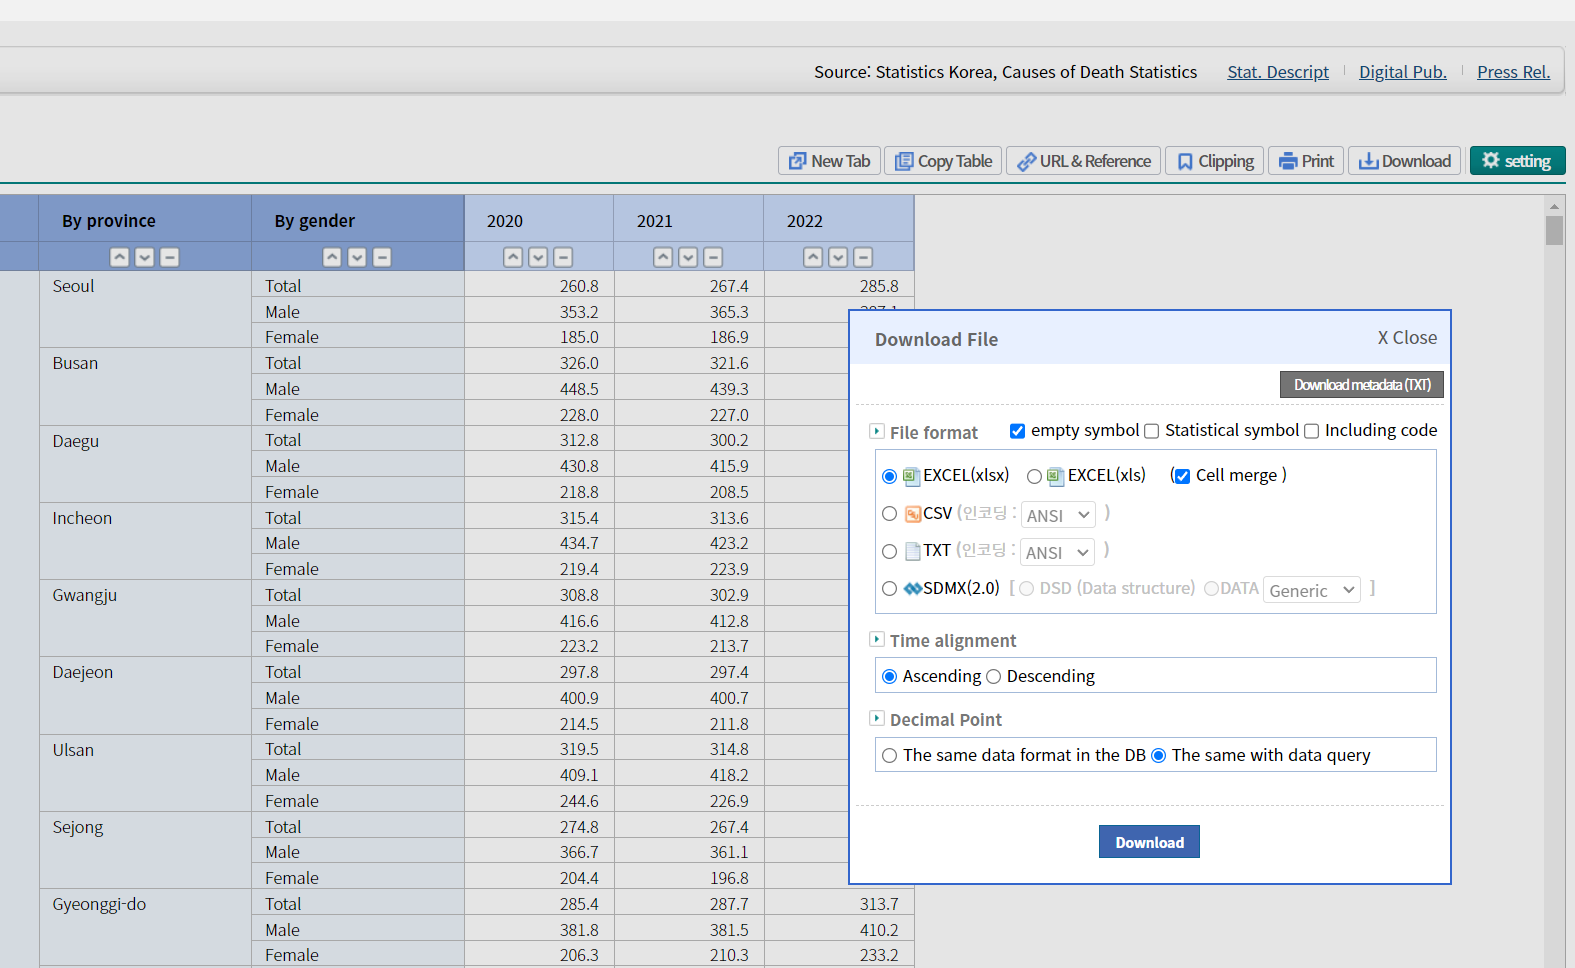 Source: Statistics Korea, Causes of Death Statistics Stat. Descript Digital Pub. Press Rel.
New Tab Copy Table URL & Reference Clipping Print Download setting
By province By gender 2020 2021 2022
Seoul Total 260.8 267.4 285.8
Male 353.2 365.3
Female 185.0 186.9
Busan Total 326.0 321.6
Male 448.5 439.3
Female 228.0 227.0
Daegu Total 312.8 300.2
Male 430.8 415.9
Female 218.8 208.5
Incheon Total 315.4 313.6
Male 434.7 423.2
Female 219.4 223.9
Gwangju Total 308.8 302.9
Male 416.6 412.8
Female 223.2 213.7
Daejeon Total 297.8 297.4
Male 400.9 400.7
Female 214.5 211.8
Ulsan Total 319.5 314.8
Male 409.1 418.2
Female 244.6 226.9
Sejong Total 274.8 267.4
Male 366.7 361.1
Female 204.4 196.8
Gyeonggi-do Total 285.4 287.7 313.7
Male 381.8 381.5 410.2
Female 206.3 210.3 233.2
Download File X Close
Download metadata (TXT)
File format empty symbol Statistical symbol Including code
EXCEL(xlsx) EXCEL(xls) ( Cell merge )
CSV (인코딩 : ANSI )
TXT (인코딩 : ANSI )
SDMX(2.0) [ DSD (Data structure) DATA Generic ]
Time alignment
Ascending Descending
Decimal Point
The same data format in the DB The same with data query
Download